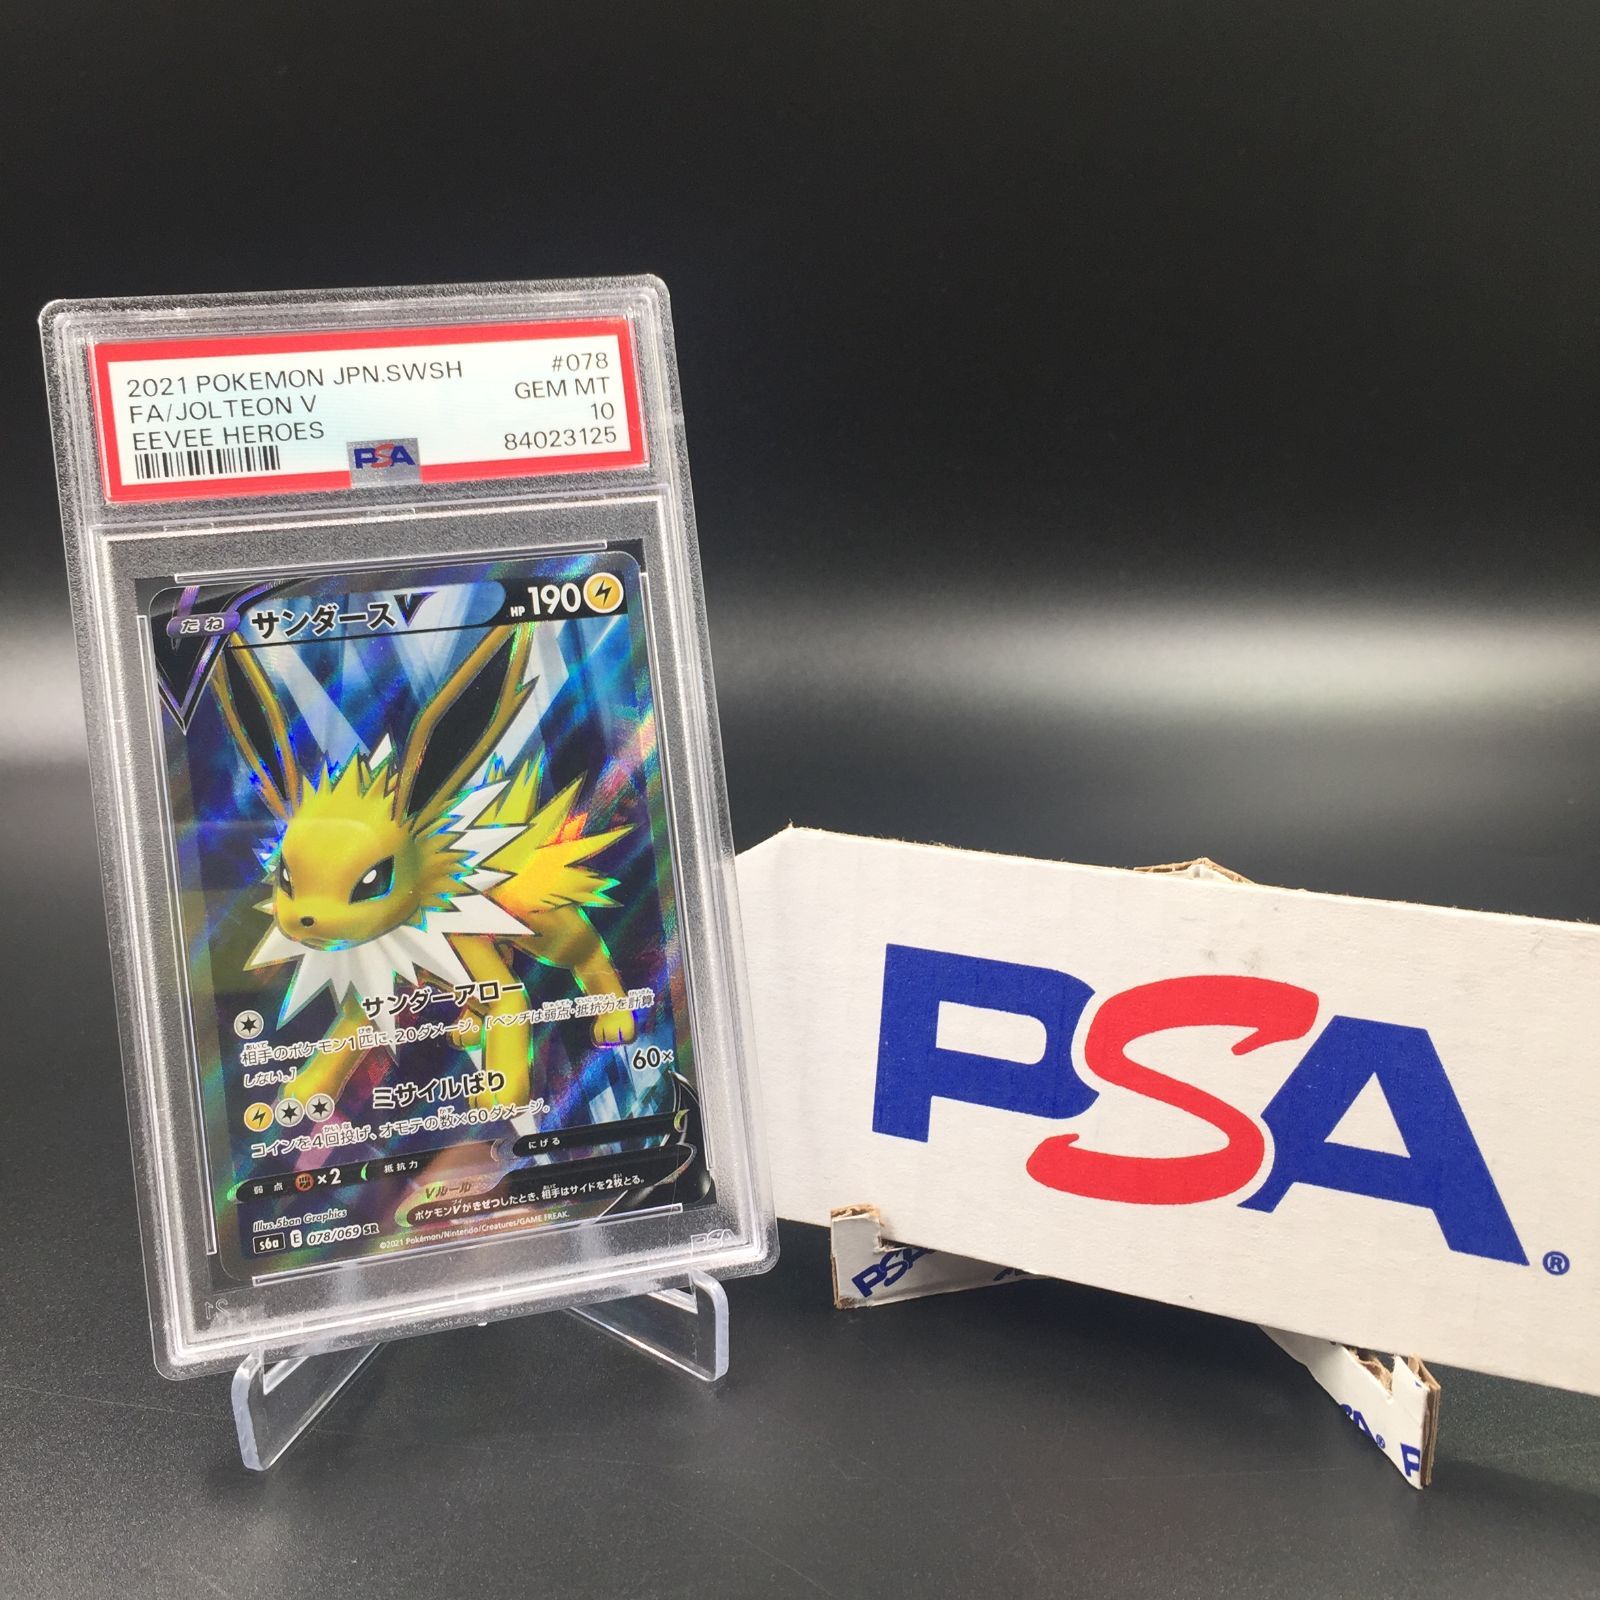 2021 POKEMON JPN.SWSH #078
FA/JOLTEON V GEM MT
EEVEE HEROES 10
84023125
PSA
たね サンダースV HP 190
サンダーアロー
相手のポケモン1匹に、20ダメージ。[ベンチは弱点・抵抗力を計算
しない。]
ミサイルばり 60×
コインを4回投げ、オモテの数×60ダメージ。
弱点 ×2 抵抗力 にげる
Vルール
ポケモンVがきぜつしたとき、相手はサイドを2枚とる。
Illus. 5ban Graphics
s6a E 078/069 SR
©2021 Pokémon/Nintendo/Creatures/GAME FREAK.
PSA
PSA®
PSA